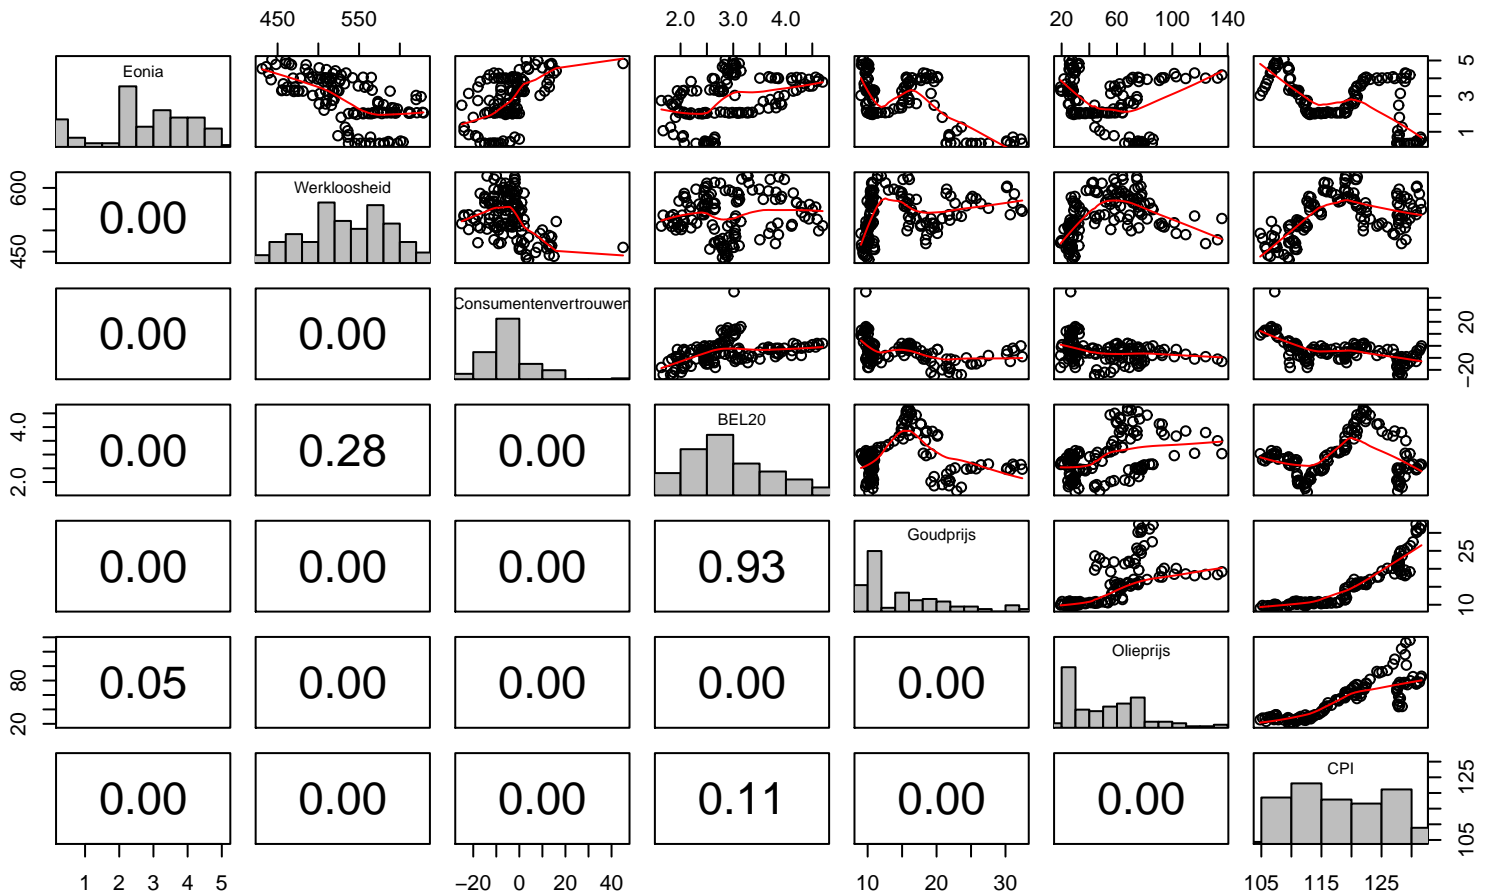 450 550 2.0 3.0 4.0 20 60 100 140
Eonia
1 3 5
Werkloosheid
450 600
0.00
Consumentenvertrouwen
0.00 0.00
−20 20
BEL20
2.0 4.0
0.00 0.28 0.00
Goudprijs
0.00 0.00 0.00 0.93
10 25
Olieprijs
20 80
0.05 0.00 0.00 0.00 0.00
CPI
0.00 0.00 0.00 0.11 0.00 0.00
105 125
1 2 3 4 5 −20 0 20 40 10 20 30 105 115 125